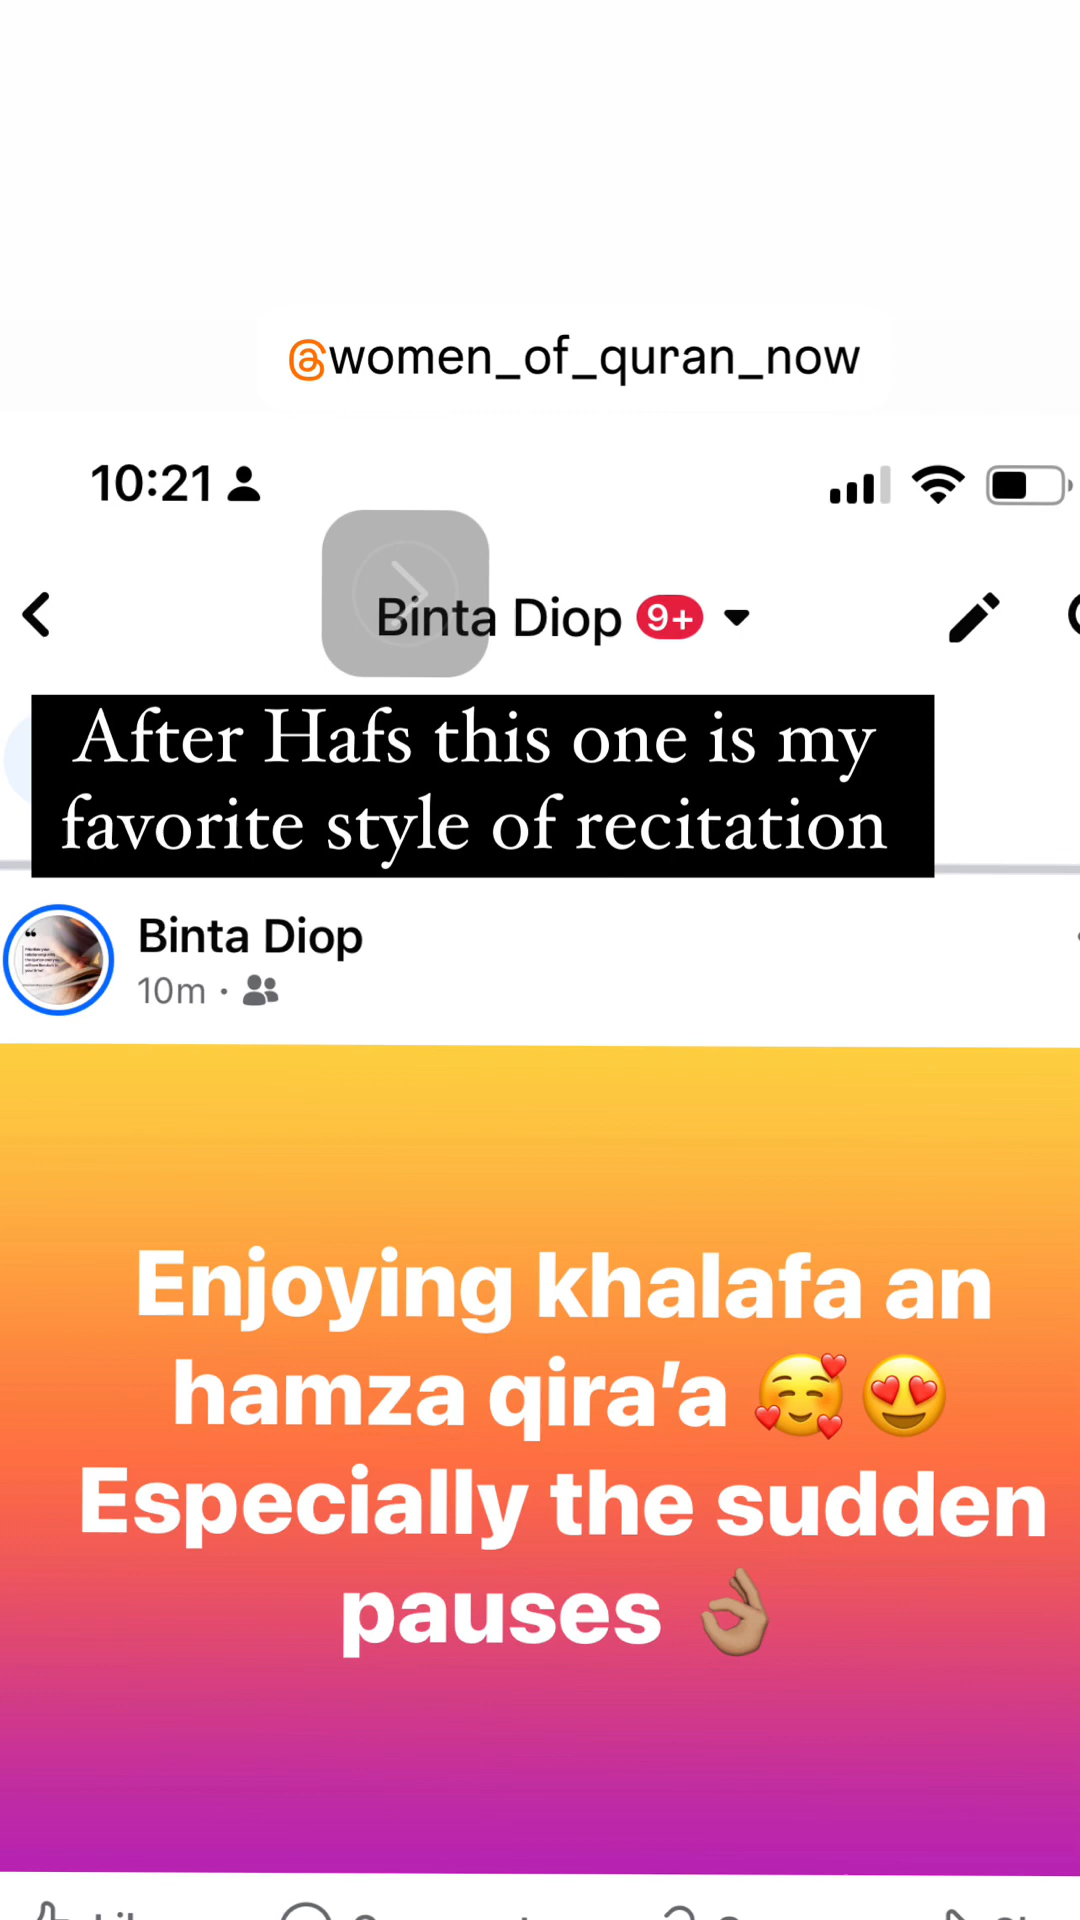 @women_of_quran_now
10:21
Binta Diop 9+
After Hafs this one is my
favorite style of recitation
Binta Diop
10m ·
Enjoying khalafa an
hamza qira’a 🥰 😍
Especially the sudden
pauses 👌🏽